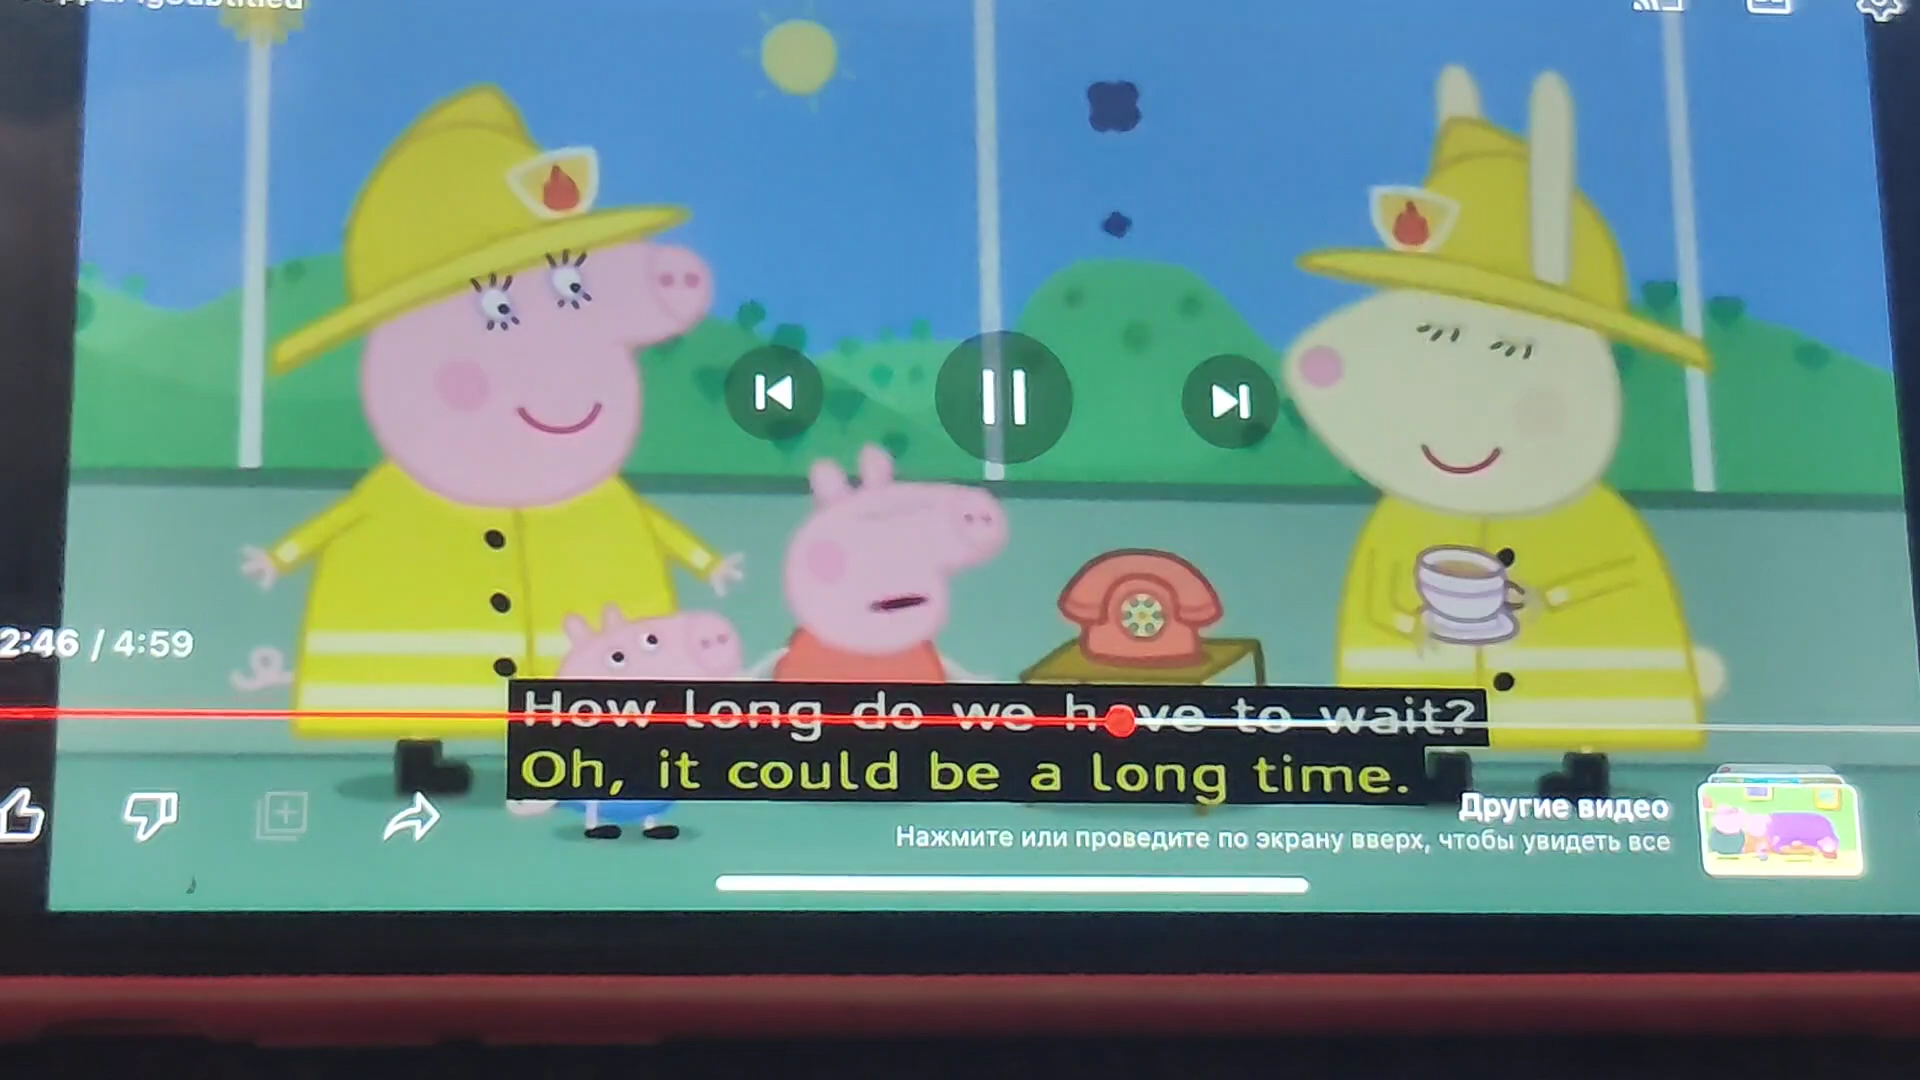 2:46 / 4:59
How long do we have to wait?
Oh, it could be a long time.
Другие видео
Нажмите или проведите по экрану вверх, чтобы увидеть все